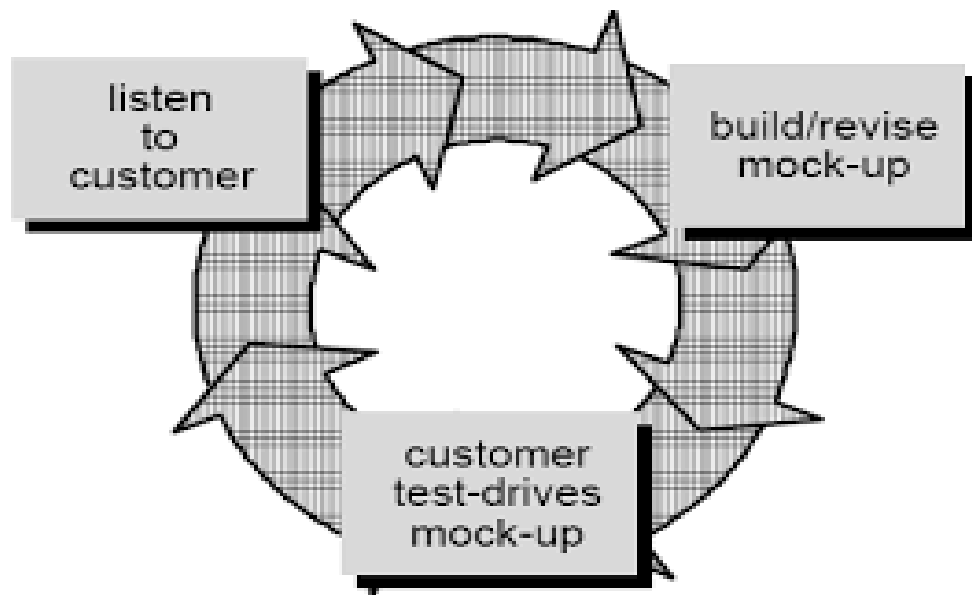 listen
to
customer
build/revise
mock-up
customer
test-drives
mock-up